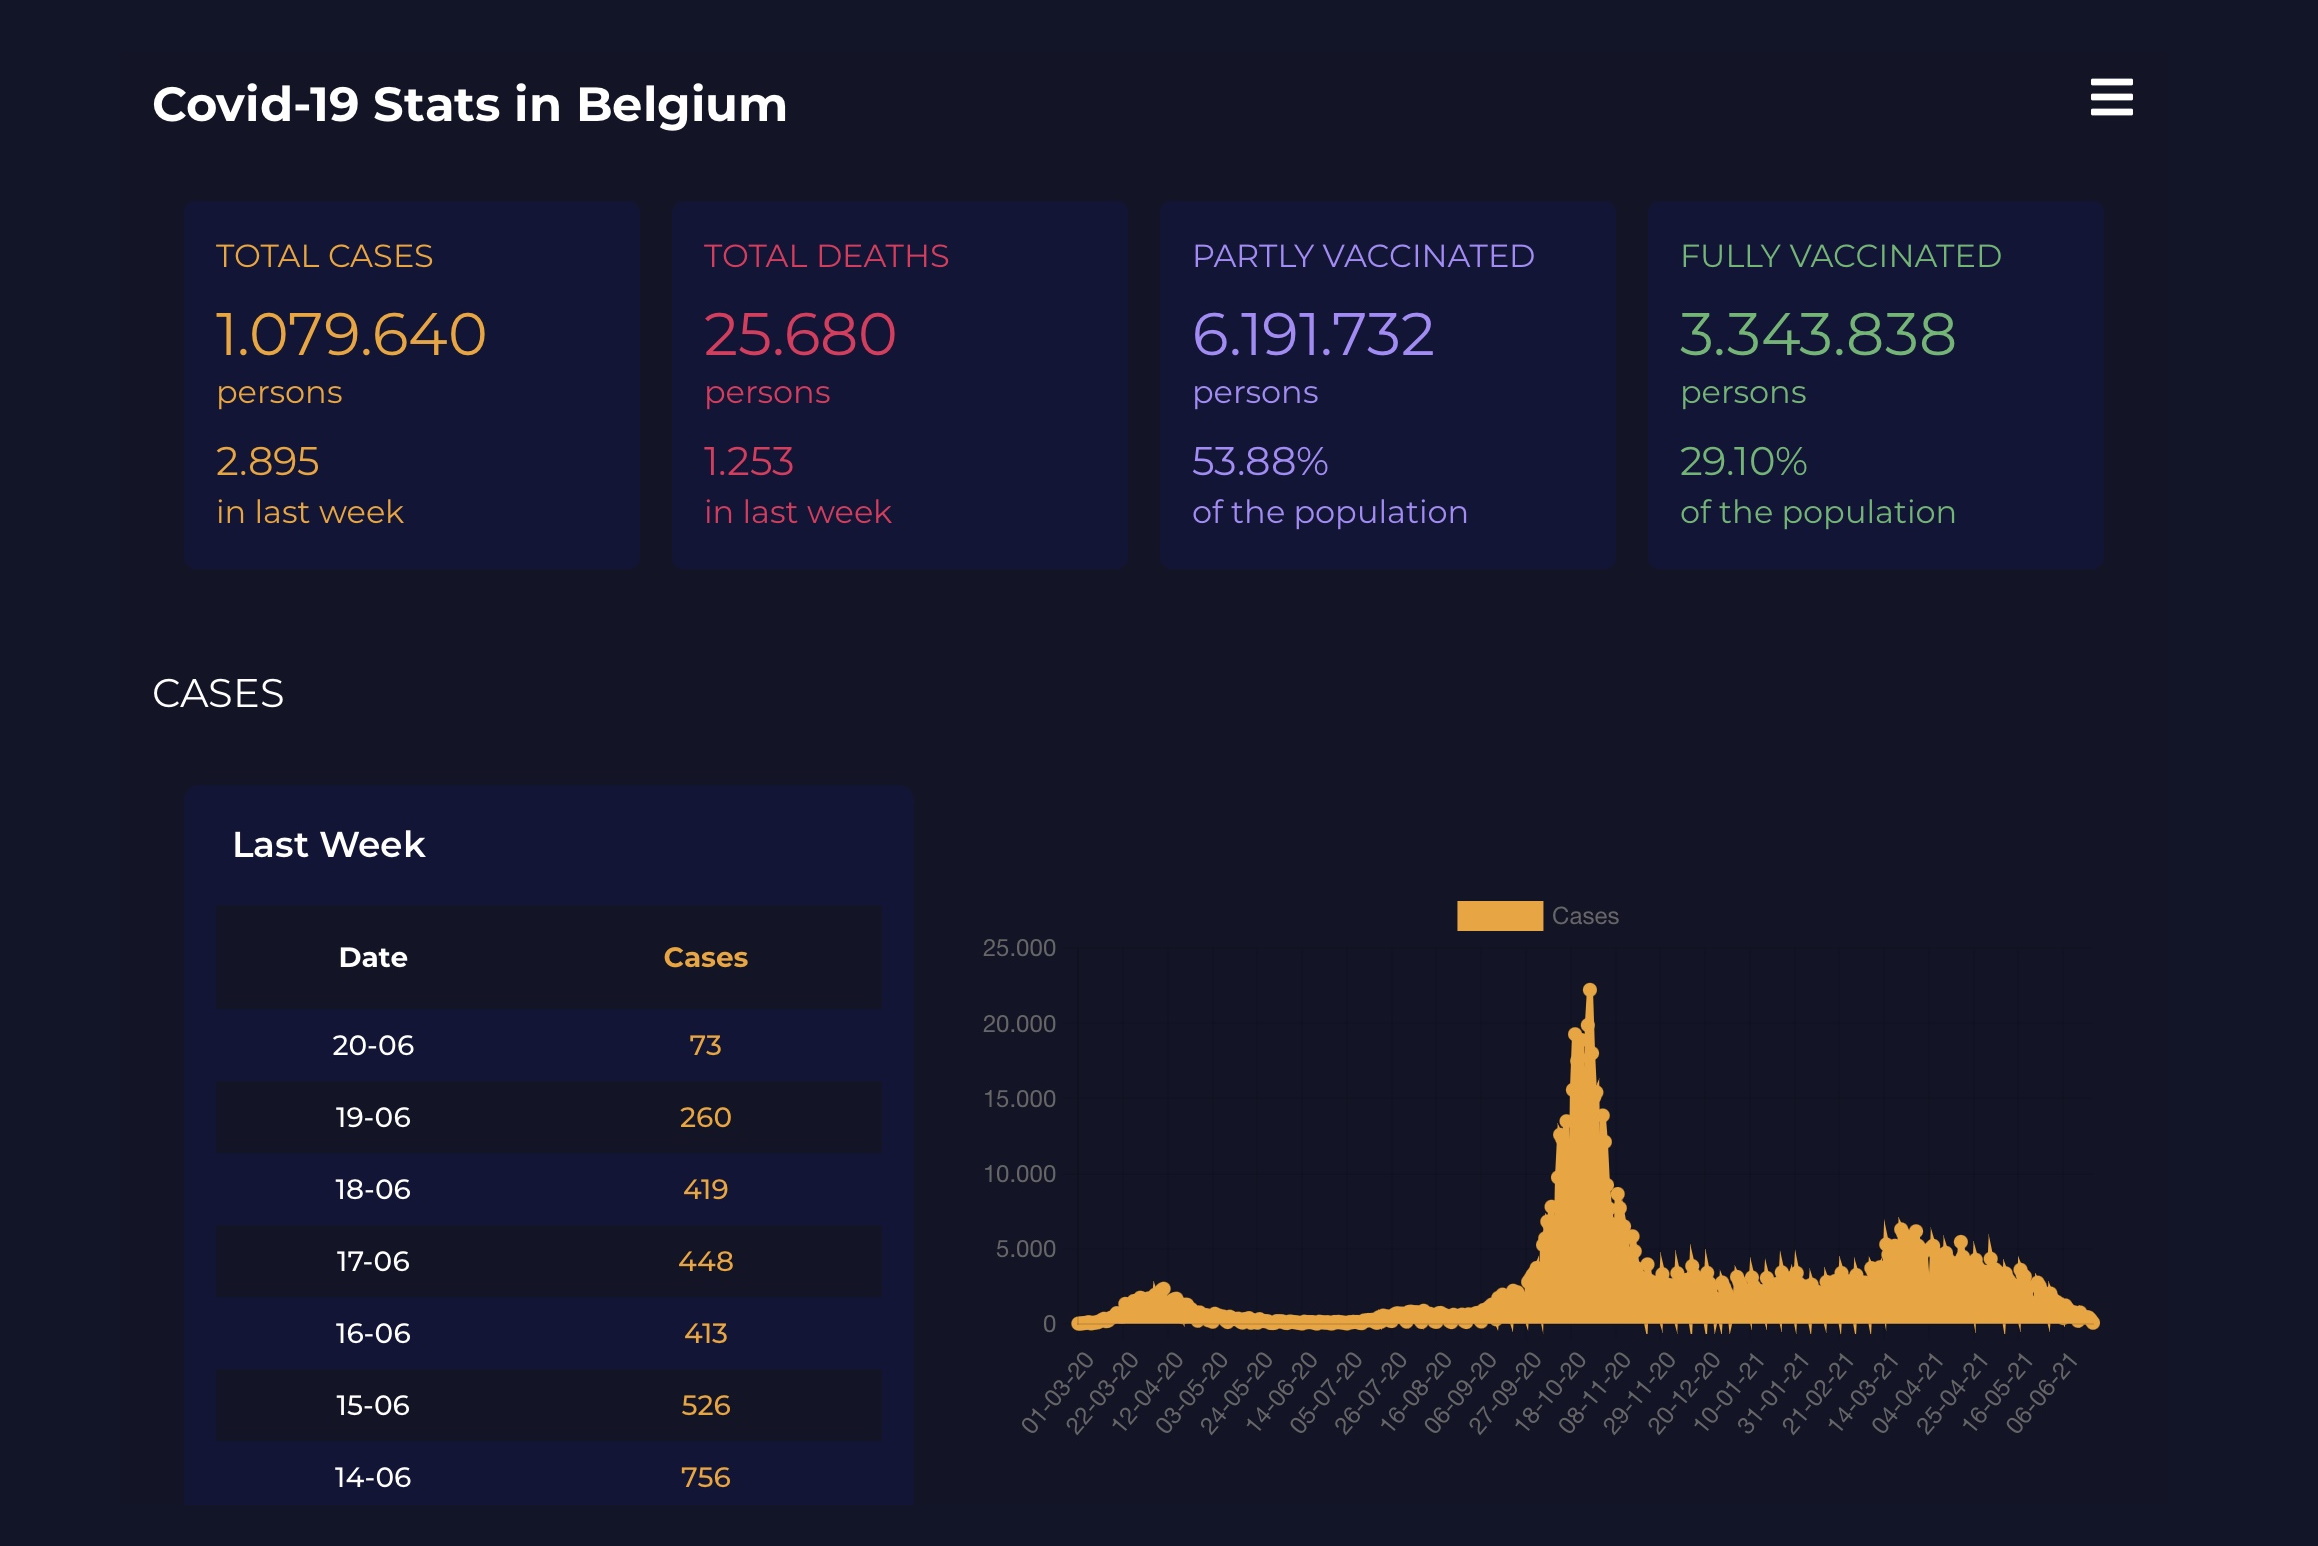 Covid-19 Stats in Belgium
TOTAL CASES
1.079.640
persons
2.895
in last week
TOTAL DEATHS
25.680
persons
1.253
in last week
PARTLY VACCINATED
6.191.732
persons
53.88%
of the population
FULLY VACCINATED
3.343.838
persons
29.10%
of the population
CASES
Last Week
Date Cases
20-06 73
19-06 260
18-06 419
17-06 448
16-06 413
15-06 526
14-06 756
Cases
25.000
20.000
15.000
10.000
5.000
0
01-03-20
22-03-20
12-04-20
03-05-20
24-05-20
14-06-20
05-07-20
26-07-20
16-08-20
06-09-20
27-09-20
18-10-20
08-11-20
29-11-20
20-12-20
10-01-21
31-01-21
21-02-21
14-03-21
04-04-21
25-04-21
16-05-21
06-06-21